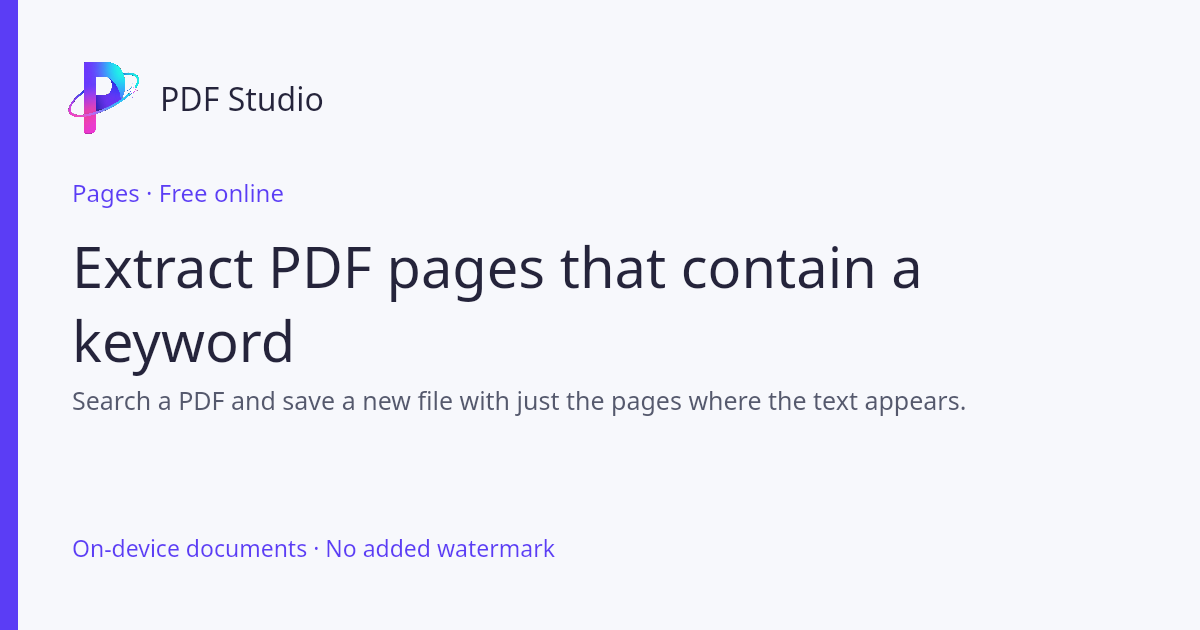 PDF Studio
Pages · Free online
Extract PDF pages that contain a
keyword
Search a PDF and save a new file with just the pages where the text appears.
On-device documents · No added watermark